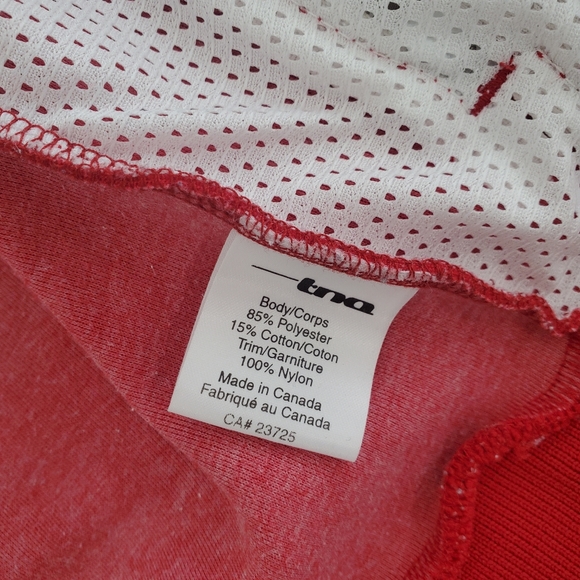 tna
Body/Corps
85% Polyester
15% Cotton/Coton
Trim/Garniture
100% Nylon
Made in Canada
Fabriqué au Canada
CA# 23725